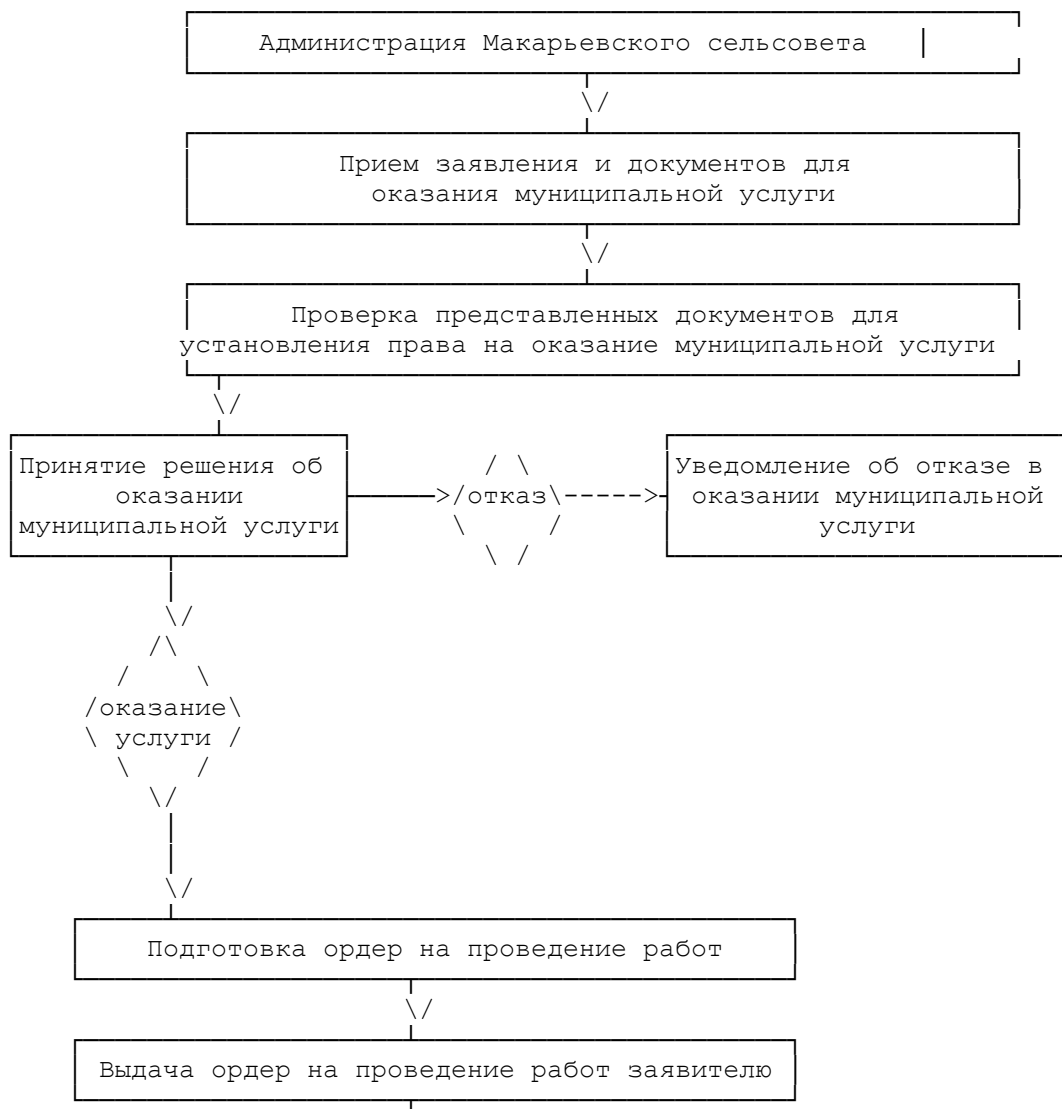 Администрация Макарьевского сельсовета
Прием заявления и документов для
оказания муниципальной услуги
Проверка представленных документов для
установления права на оказание муниципальной услуги
Принятие решения об
оказании
муниципальной услуги
отказ
Уведомление об отказе в
оказании муниципальной
услуги
оказание
услуги
Подготовка ордер на проведение работ
Выдача ордер на проведение работ заявителю